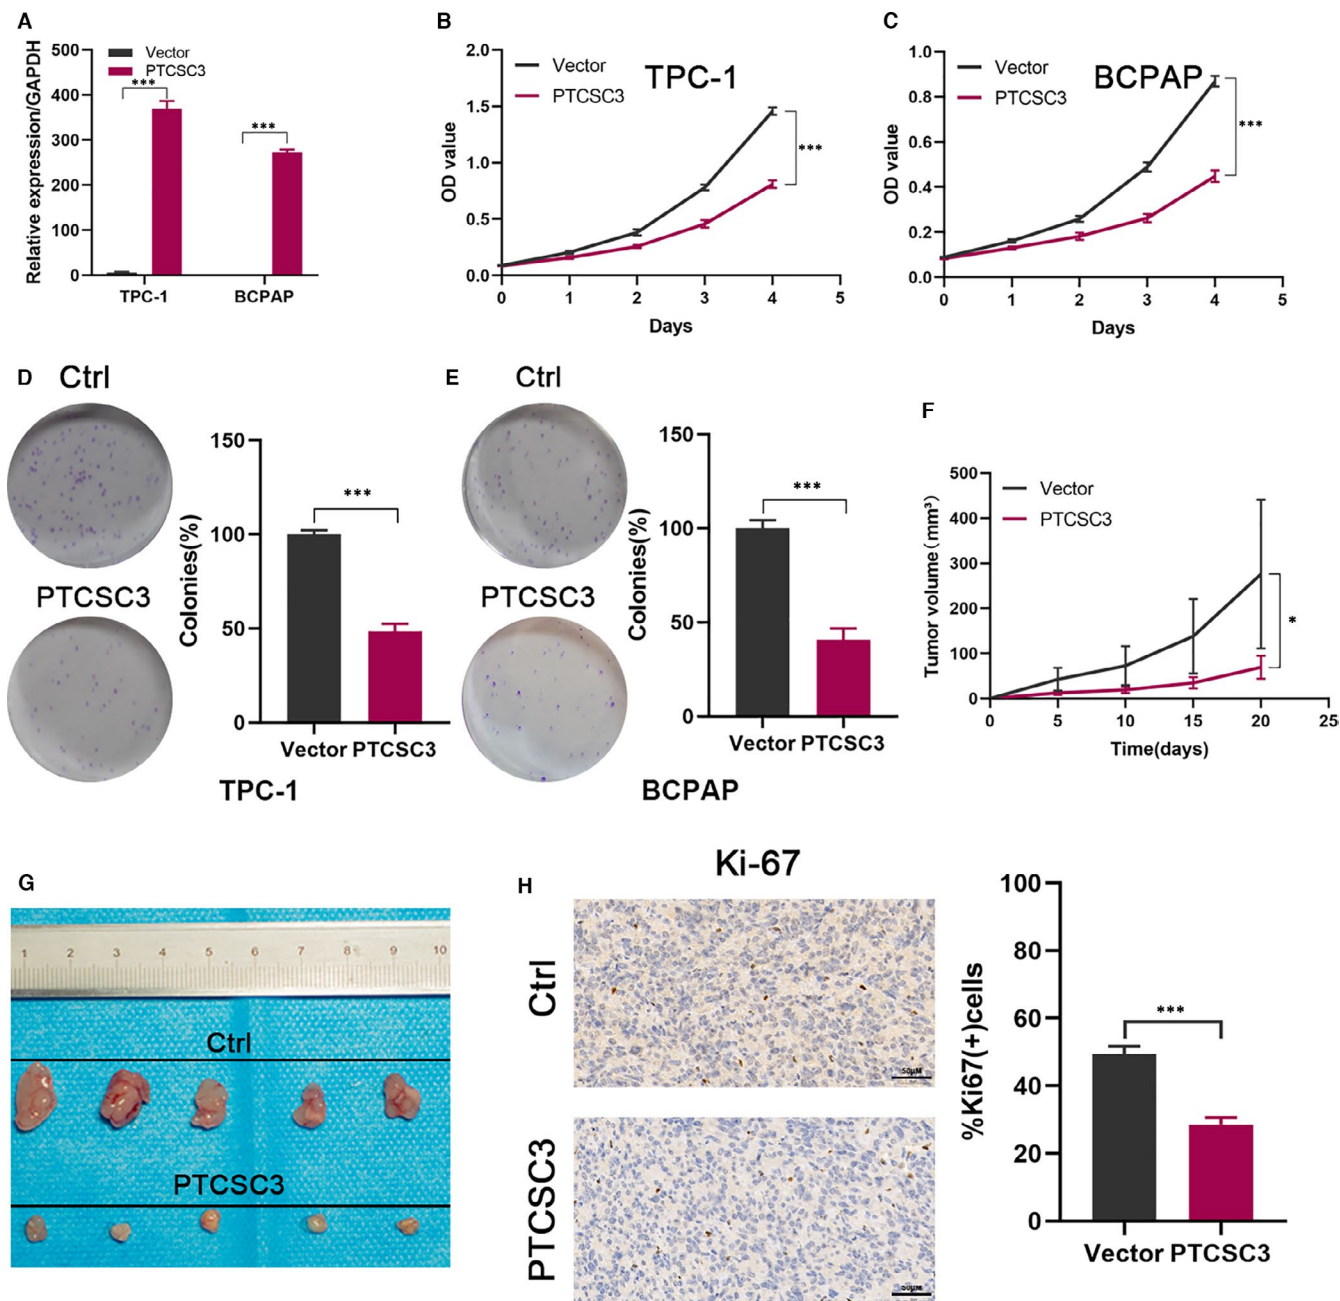 A
Vector
PTCSC3
500
400
300
200
100
0
***
***
Relative expression/GAPDH
TPC-1
BCPAP
B
Vector
PTCSC3
TPC-1
2.0
1.5
1.0
0.5
0.0
***
OD value
0 1 2 3 4 5
Days
C
Vector
PTCSC3
BCPAP
1.0
0.8
0.6
0.4
0.2
0.0
***
OD value
0 1 2 3 4 5
Days
D
Ctrl
PTCSC3
150
100
50
0
***
Colonies(%)
Vector PTCSC3
TPC-1
E
Ctrl
PTCSC3
150
100
50
0
***
Colonies(%)
Vector PTCSC3
BCPAP
F
Vector
PTCSC3
500
400
300
200
100
0
*
Tumor volume (mm³)
0 5 10 15 20 25
Time(days)
G
1 2 3 4 5 6 7 8 9 10
Ctrl
PTCSC3
H
Ki-67
Ctrl
50μM
PTCSC3
50μM
100
80
60
40
20
0
***
%Ki67(+)cells
Vector PTCSC3